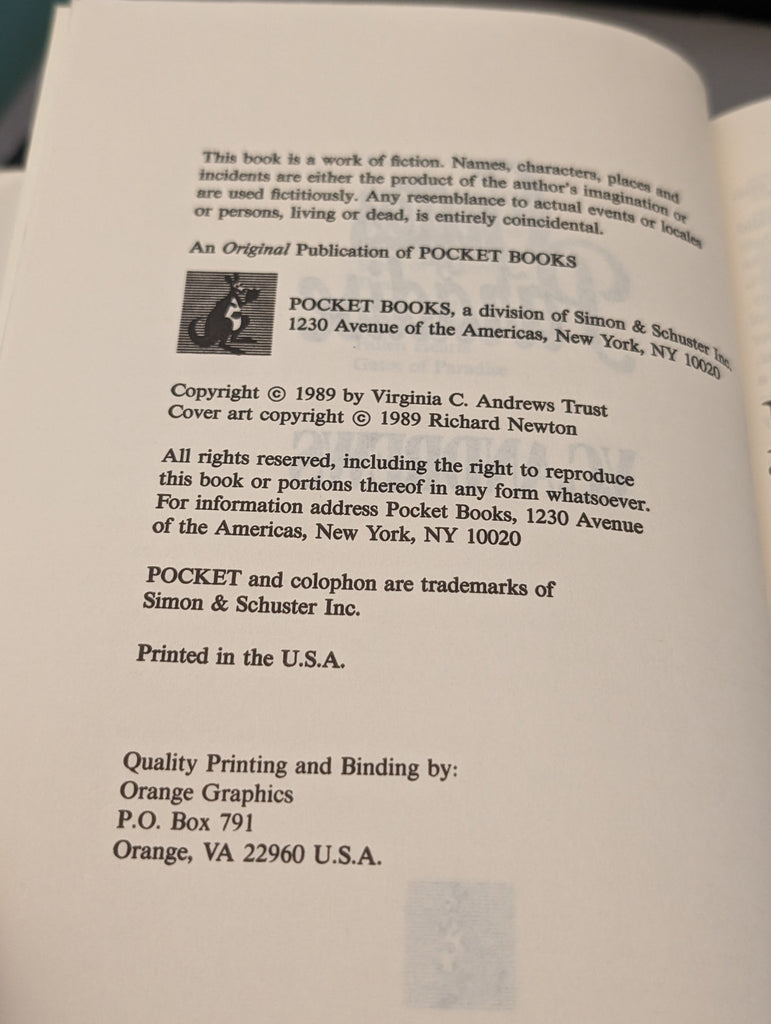 This book is a work of fiction. Names, characters, places and
incidents are either the product of the author's imagination or
are used fictitiously. Any resemblance to actual events or locales
or persons, living or dead, is entirely coincidental.
An Original Publication of POCKET BOOKS
POCKET BOOKS, a division of Simon & Schuster Inc.
1230 Avenue of the Americas, New York, NY 10020
Copyright © 1989 by Virginia C. Andrews Trust
Cover art copyright © 1989 Richard Newton
All rights reserved, including the right to reproduce
this book or portions thereof in any form whatsoever.
For information address Pocket Books, 1230 Avenue
of the Americas, New York, NY 10020
POCKET and colophon are trademarks of
Simon & Schuster Inc.
Printed in the U.S.A.
Quality Printing and Binding by:
Orange Graphics
P.O. Box 791
Orange, VA 22960 U.S.A.